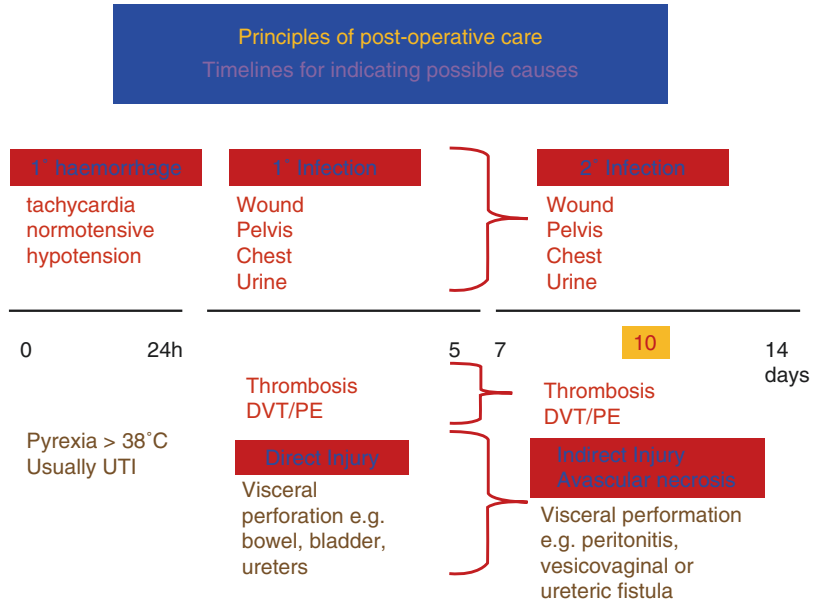 Principles of post-operative care
Timelines for indicating possible causes
1° haemorrhage
tachycardia
normotensive
hypotension
1° Infection
Wound
Pelvis
Chest
Urine
2° Infection
Wound
Pelvis
Chest
Urine
0 24h 5 7 10 14
days
Pyrexia > 38°C
Usually UTI
Thrombosis
DVT/PE
Direct Injury
Visceral
perforation e.g.
bowel, bladder,
ureters
Thrombosis
DVT/PE
Indirect Injury
Avascular necrosis
Visceral performation
e.g. peritonitis,
vesicovaginal or
ureteric fistula